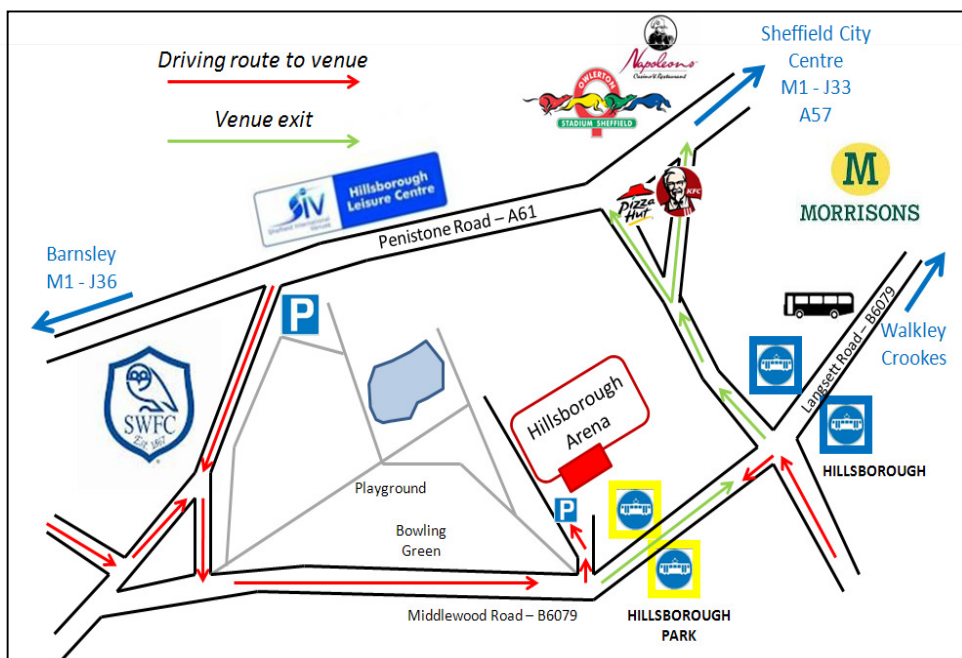 Driving route to venue
Venue exit
Napoleons
Casino & Restaurant
OWLERTON
STADIUM SHEFFIELD
Sheffield City
Centre
M1 - J33
A57
M
MORRISONS
SIV
Sheffield International
Venues
Hillsborough
Leisure Centre
Pizza
Hut
KFC
Penistone Road – A61
Barnsley
M1 - J36
P
Langsett Road – B6079
Walkley
Crookes
SWFC
Est. 1867
Hillsborough
Arena
HILLSBOROUGH
Playground
P
Bowling
Green
Middlewood Road – B6079
HILLSBOROUGH
PARK